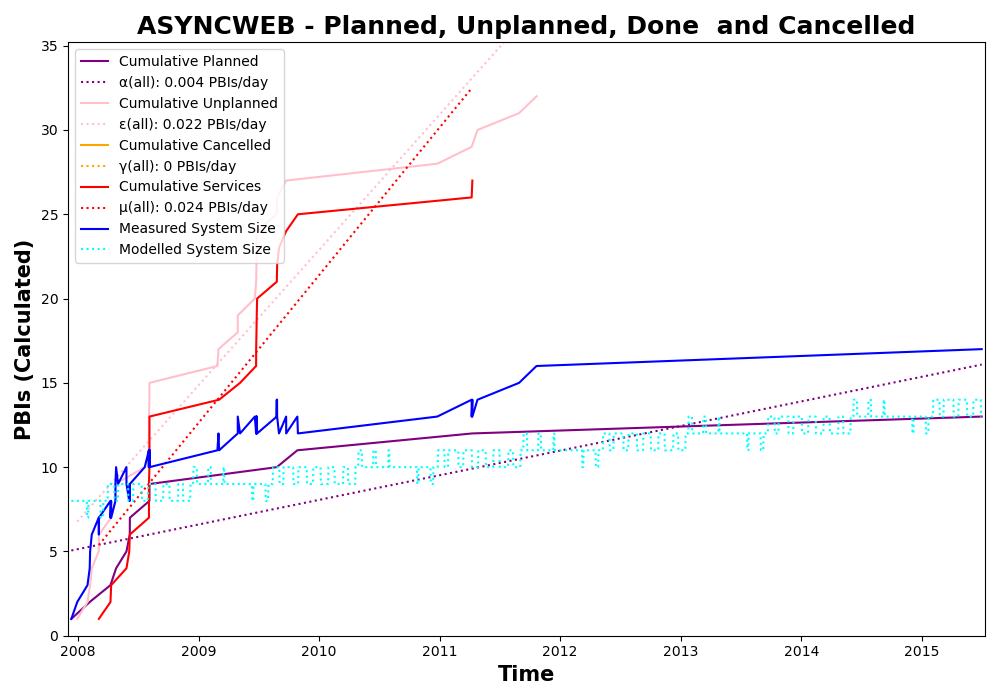 ASYNCWEB - Planned, Unplanned, Done  and Cancelled
PBIs (Calculated)
35
30
25
20
15
10
5
0
Cumulative Planned
α(all): 0.004 PBIs/day
Cumulative Unplanned
ε(all): 0.022 PBIs/day
Cumulative Cancelled
γ(all): 0 PBIs/day
Cumulative Services
μ(all): 0.024 PBIs/day
Measured System Size
Modelled System Size
2008 2009 2010 2011 2012 2013 2014 2015
Time